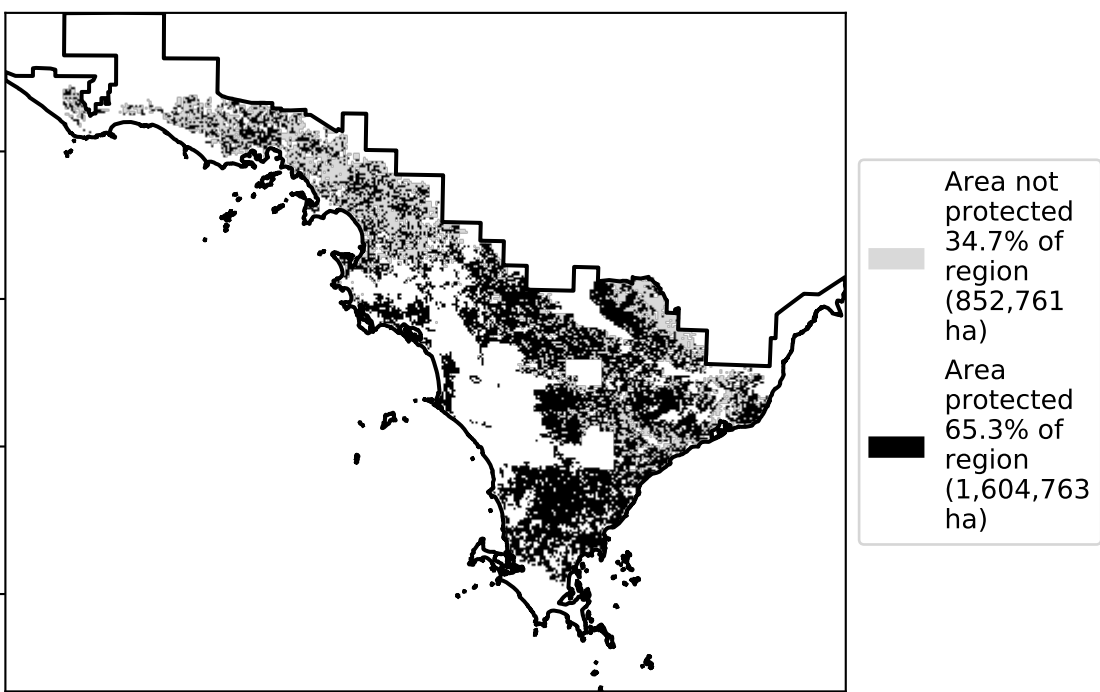 Area not
protected
34.7% of
region
(852,761
ha)
Area
protected
65.3% of
region
(1,604,763
ha)